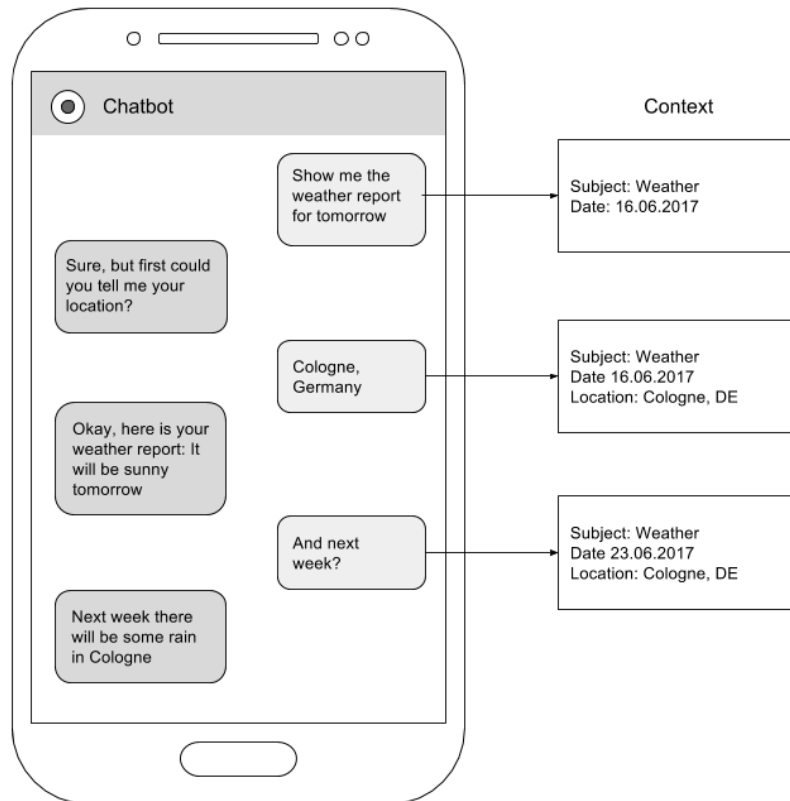 Chatbot
Context
Show me the
weather report
for tomorrow
Subject: Weather
Date: 16.06.2017
Sure, but first could
you tell me your
location?
Cologne,
Germany
Subject: Weather
Date 16.06.2017
Location: Cologne, DE
Okay, here is your
weather report: It
will be sunny
tomorrow
And next
week?
Subject: Weather
Date 23.06.2017
Location: Cologne, DE
Next week there
will be some rain
in Cologne